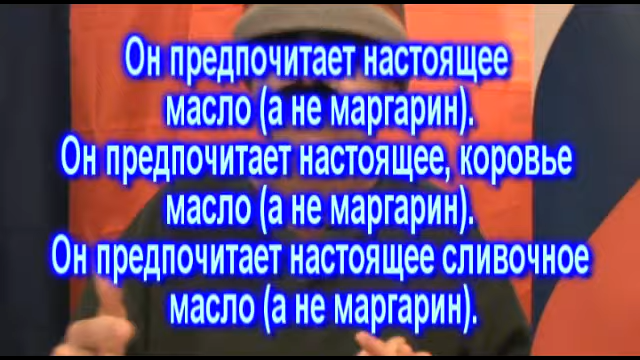 Он предпочитает настоящее
масло (а не маргарин).
Он предпочитает настоящее, коровье
масло (а не маргарин).
Он предпочитает настоящее сливочное
масло (а не маргарин).